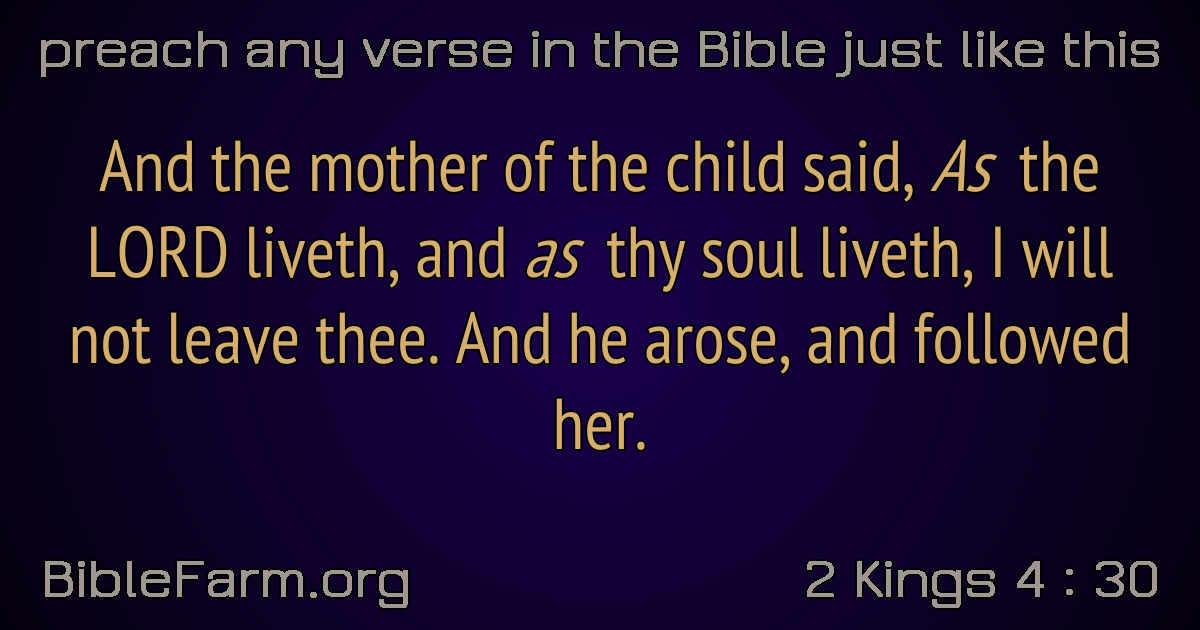 preach any verse in the Bible just like this
And the mother of the child said, As the
LORD liveth, and as thy soul liveth, I will
not leave thee. And he arose, and followed
her.
BibleFarm.org
2 Kings 4 : 30